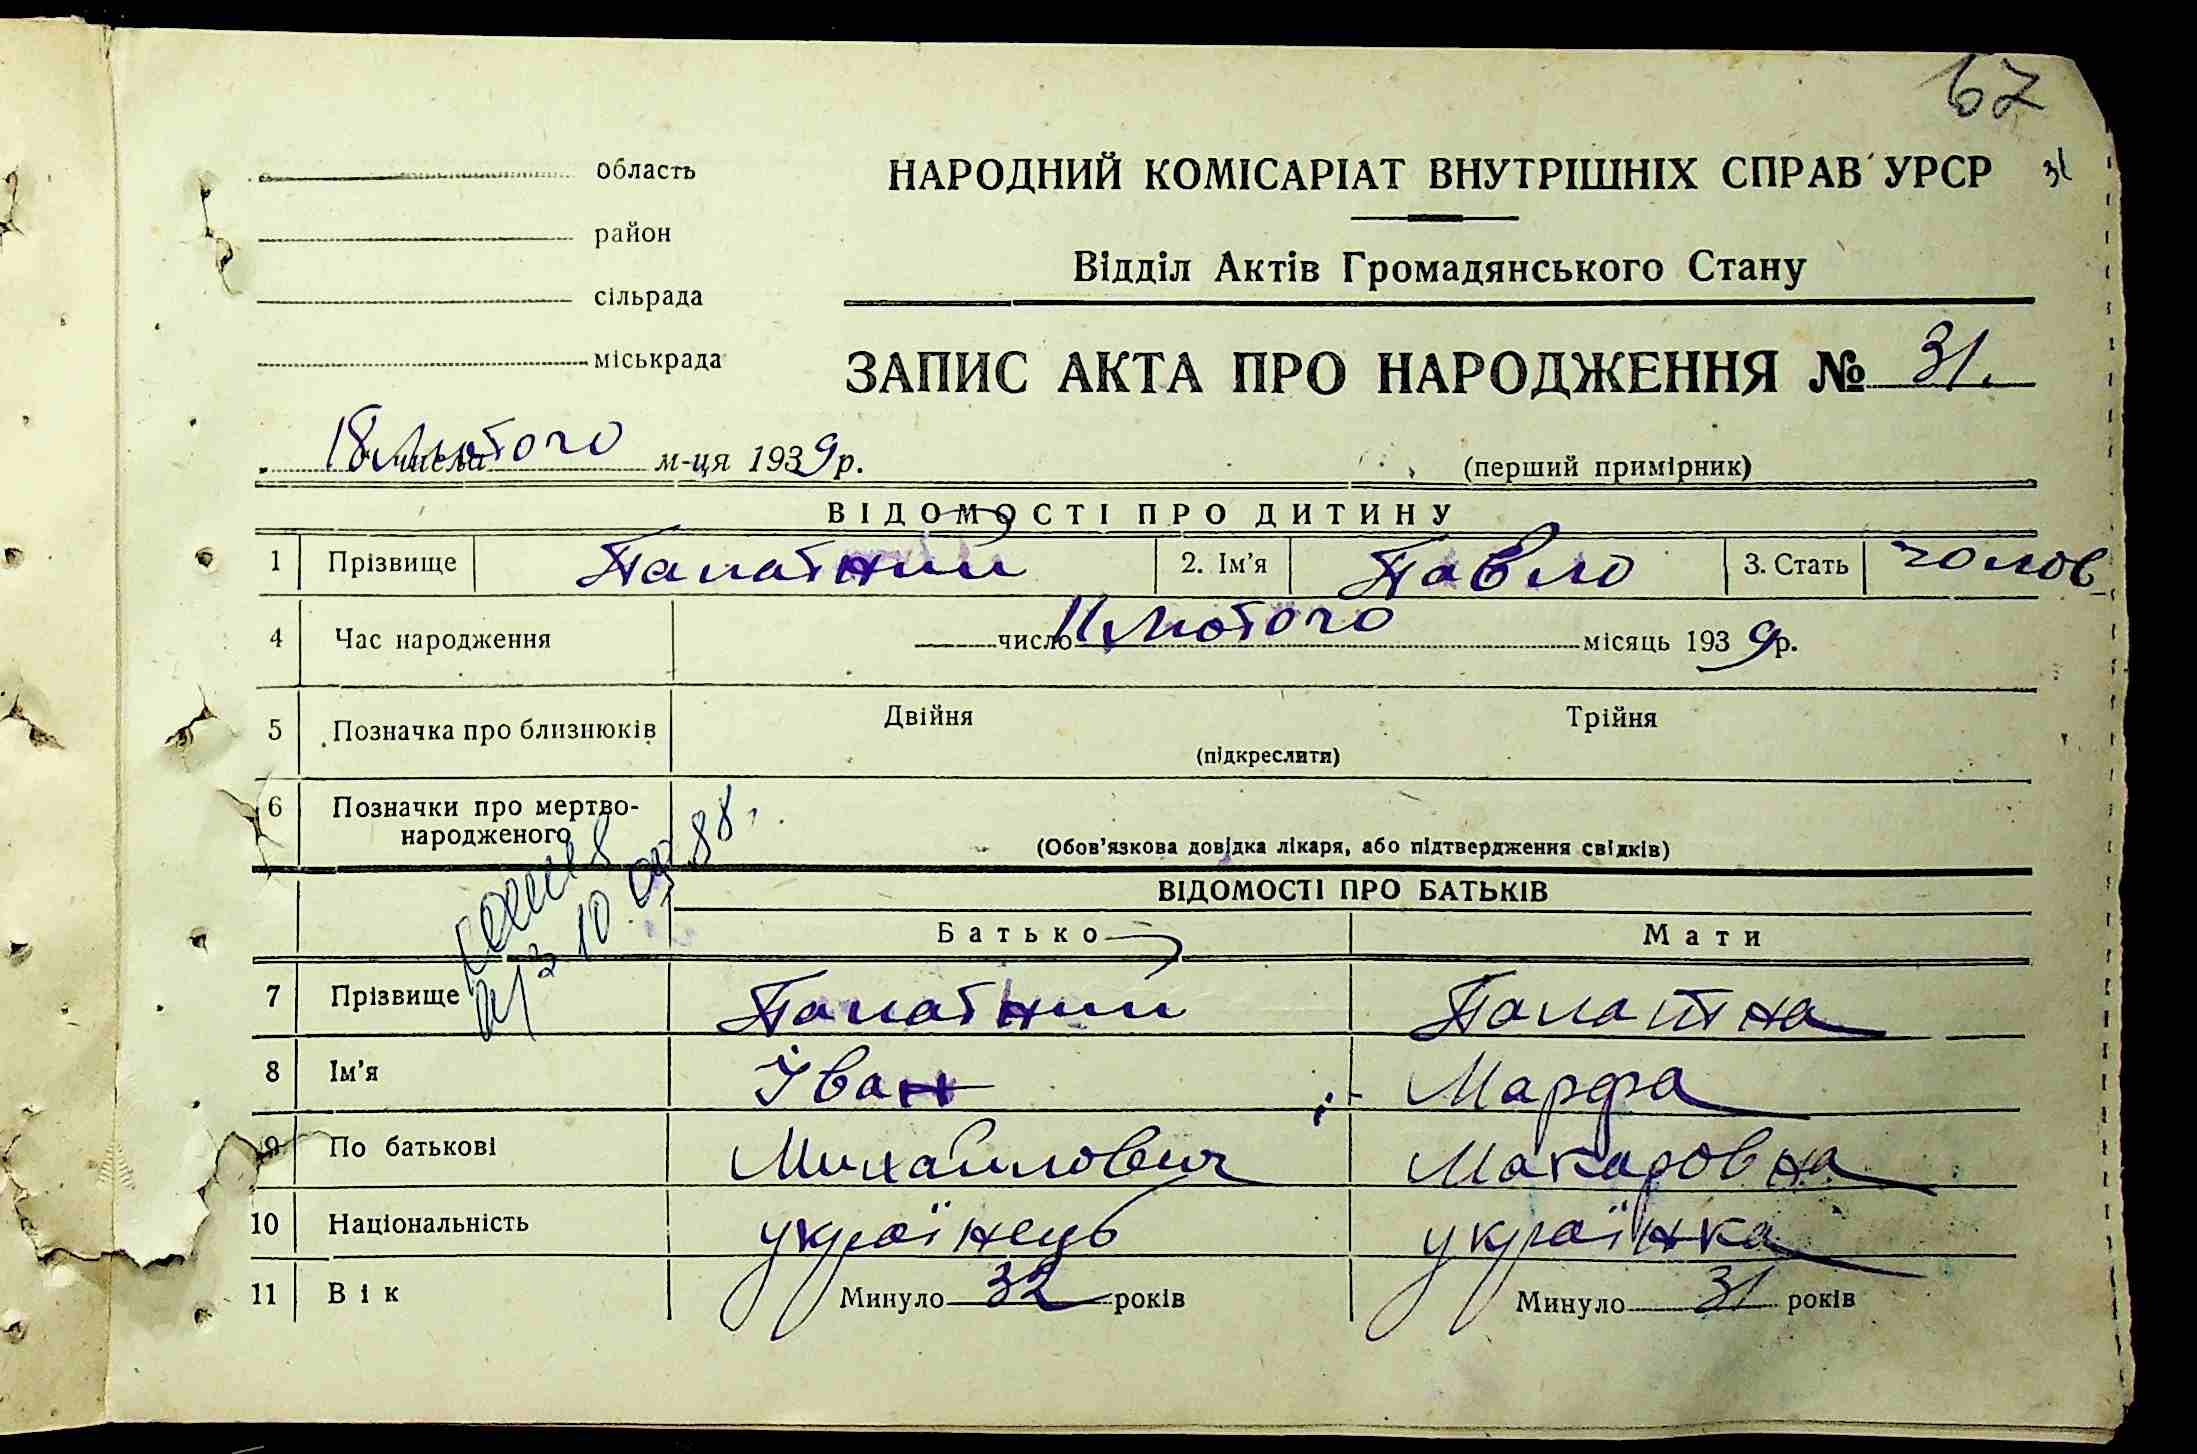 67
область
НАРОДНИЙ КОМІСАРІАТ ВНУТРІШНІХ СПРАВ УРСР 31
район
Відділ Актів Громадянського Стану
сільрада
міськрада
ЗАПИС АКТА ПРО НАРОДЖЕННЯ № 31.
18 числа Лютого м-ця 1939 р.
(перший примірник)
ВІДОМОСТІ ПРО ДИТИНУ
1 Прізвище Палатний 2. Ім'я Павло 3. Стать чолов
4 Час народження число 11 Лютого місяць 1939 р.
5 Позначка про близнюків Двійня Трійня
(підкреслити)
6 Позначки про мертво-
народженого
(Обов'язкова довідка лікаря, або підтвердження свідків)
10 88
ВІДОМОСТІ ПРО БАТЬКІВ
Батько Мати
7 Прізвище Палатний Палатна
8 Ім'я Іван Марфа
9 По батькові Михайлович Макаровна
10 Національність українець українка
11 Вік Минуло 32 років Минуло 31 років